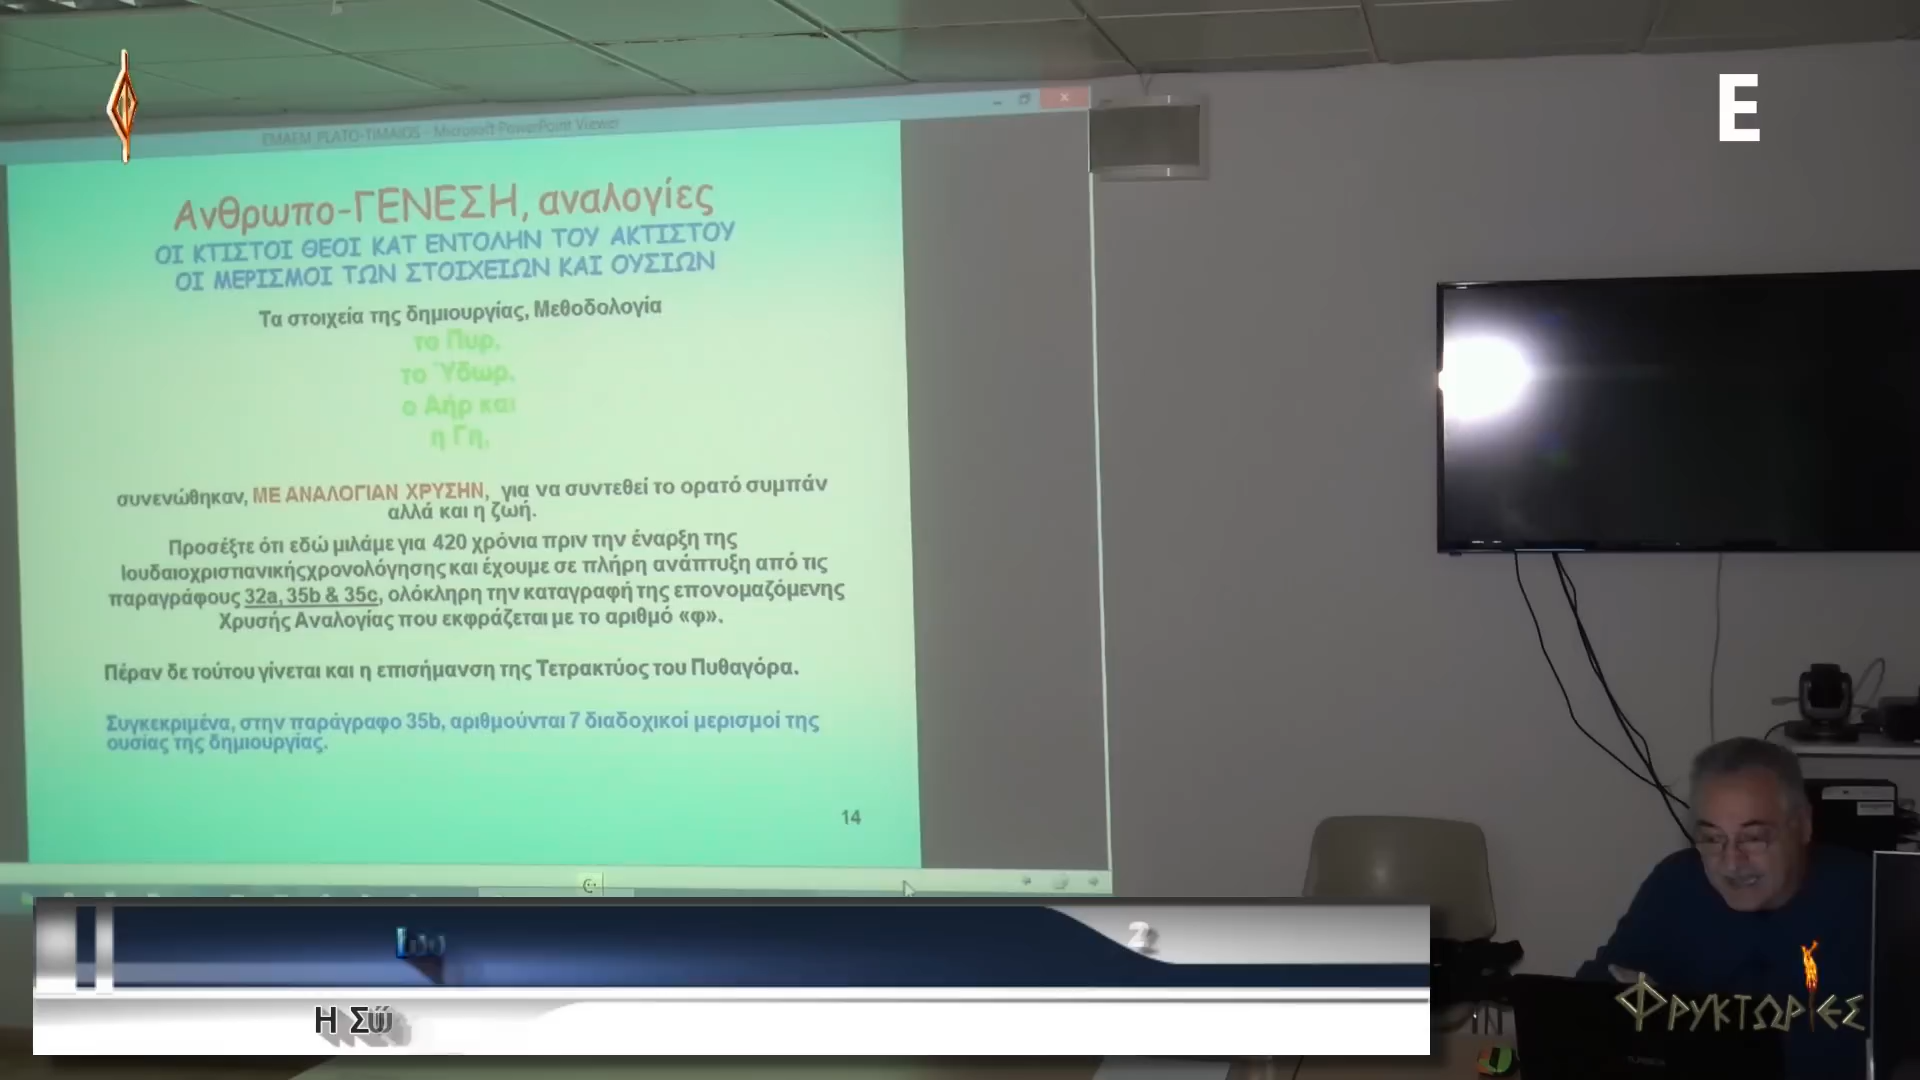 E
EMAEM PLATO-TIMAIOS - Microsoft PowerPoint Viewer
Ανθρωπο-ΓΕΝΕΣΗ, αναλογίες
ΟΙ ΚΤΙΣΤΟΙ ΘΕΟΙ ΚΑΤ ΕΝΤΟΛΗΝ ΤΟΥ ΑΚΤΙΣΤΟΥ
ΟΙ ΜΕΡΙΣΜΟΙ ΤΩΝ ΣΤΟΙΧΕΙΩΝ ΚΑΙ ΟΥΣΙΩΝ
Τα στοιχεία της δημιουργίας, Μεθοδολογία
το Πυρ,
το Ύδωρ,
ο Αήρ και
η Γη,
συνενώθηκαν, ΜΕ ΑΝΑΛΟΓΙΑΝ ΧΡΥΣΗΝ, για να συντεθεί το ορατό συμπάν
αλλά και η ζωή.
Προσέξτε ότι εδώ μιλάμε για 420 χρόνια πριν την έναρξη της
Ιουδαιοχριστιανικήςχρονολόγησης και έχουμε σε πλήρη ανάπτυξη από τις
παραγράφους 32a, 35b & 35c, ολόκληρη την καταγραφή της επονομαζόμενης
Χρυσής Αναλογίας που εκφράζεται με το αριθμό «φ».
Πέραν δε τούτου γίνεται και η επισήμανση της Τετρακτύος του Πυθαγόρα.
Συγκεκριμένα, στην παράγραφο 35b, αριθμούνται 7 διαδοχικοί μερισμοί της
ουσίας της δημιουργίας.
14
2
Η
ΦΡΥΚΤΩΡΙΕΣ